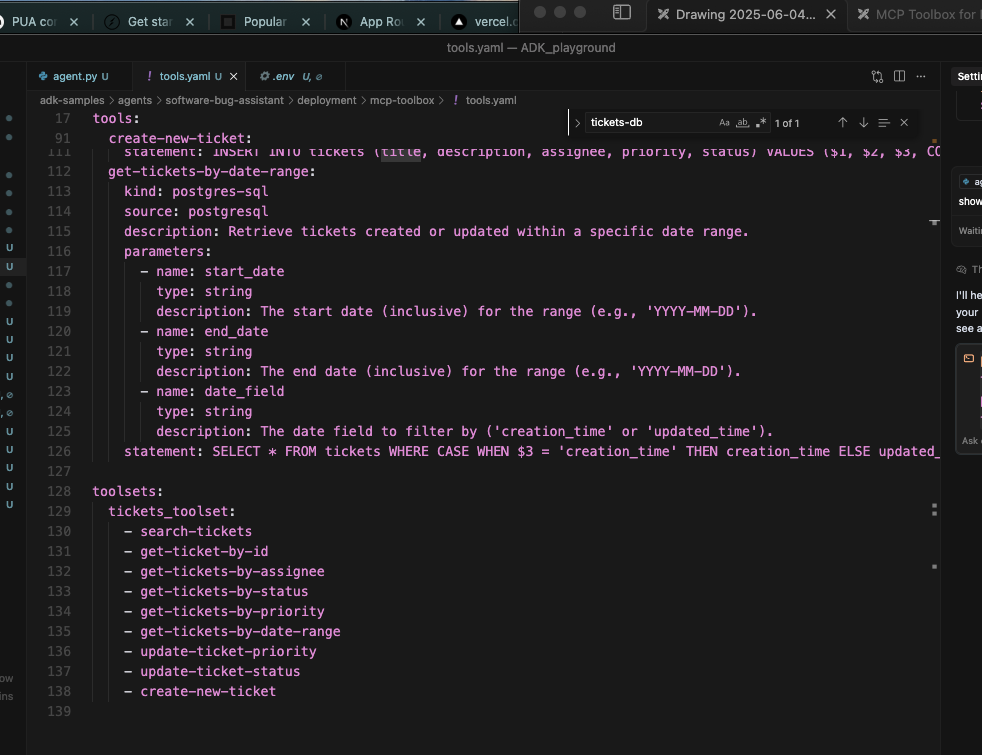 PUA co
Get star
Popular
App Ro
vercel.c
Drawing 2025-06-04...
MCP Toolbox for
tools.yaml — ADK_playground
agent.py U
! tools.yaml U
.env U,
Setti
adk-samples > agents > software-bug-assistant > deployment > mcp-toolbox > ! tools.yaml
tickets-db
Aa ab .* 1 of 1
17 tools:
91 create-new-ticket:
111 statement: INSERT INTO tickets (title, description, assignee, priority, status) VALUES ($1, $2, $3, CO
112 get-tickets-by-date-range:
113 kind: postgres-sql
114 source: postgresql
115 description: Retrieve tickets created or updated within a specific date range.
116 parameters:
117 - name: start_date
118 type: string
119 description: The start date (inclusive) for the range (e.g., 'YYYY-MM-DD').
120 - name: end_date
121 type: string
122 description: The end date (inclusive) for the range (e.g., 'YYYY-MM-DD').
123 - name: date_field
124 type: string
125 description: The date field to filter by ('creation_time' or 'updated_time').
126 statement: SELECT * FROM tickets WHERE CASE WHEN $3 = 'creation_time' THEN creation_time ELSE updated_
127
128 toolsets:
129 tickets_toolset:
130 - search-tickets
131 - get-ticket-by-id
132 - get-tickets-by-assignee
133 - get-tickets-by-status
134 - get-tickets-by-priority
135 - get-tickets-by-date-range
136 - update-ticket-priority
137 - update-ticket-status
138 - create-new-ticket
139
ag
show
Waitin
Th
I'll he
your
see a
Ask
ow
ins